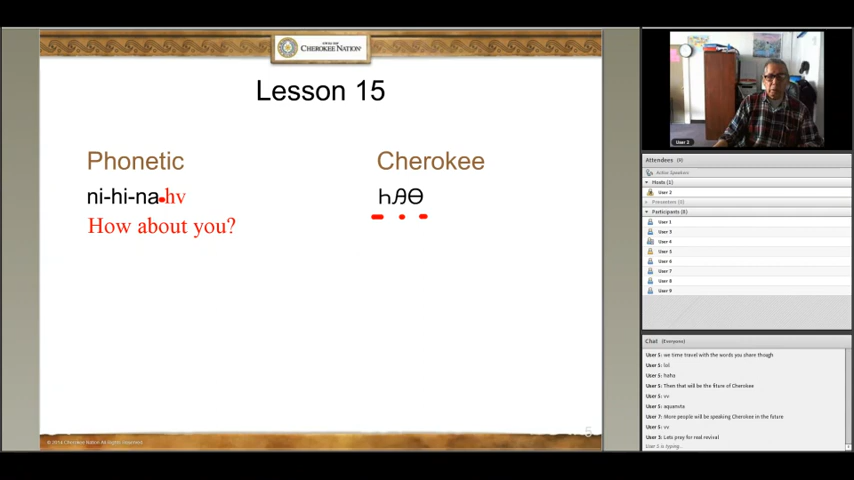 CHEROKEE NATION
Lesson 15
Phonetic
Cherokee
ni-hi-na•hv
ᏂᎯᎾ
How about you?
© 2014 Cherokee Nation All Rights Reserved
5
User 2
Attendees (9)
Active Speakers
Hosts (1)
User 2
Presenters (0)
Participants (8)
User 1
User 3
User 4
User 5
User 6
User 7
User 8
User 9
Chat (Everyone)
User 5: we time travel with the words you share though
User 5: lol
User 5: haha
User 5: Then that will be the future of Cherokee
User 5: vv
User 5: aquanvta
User 7: More people will be speaking Cherokee in the future
User 5: vv
User 3: Lets pray for real revival
User 3 is typing...